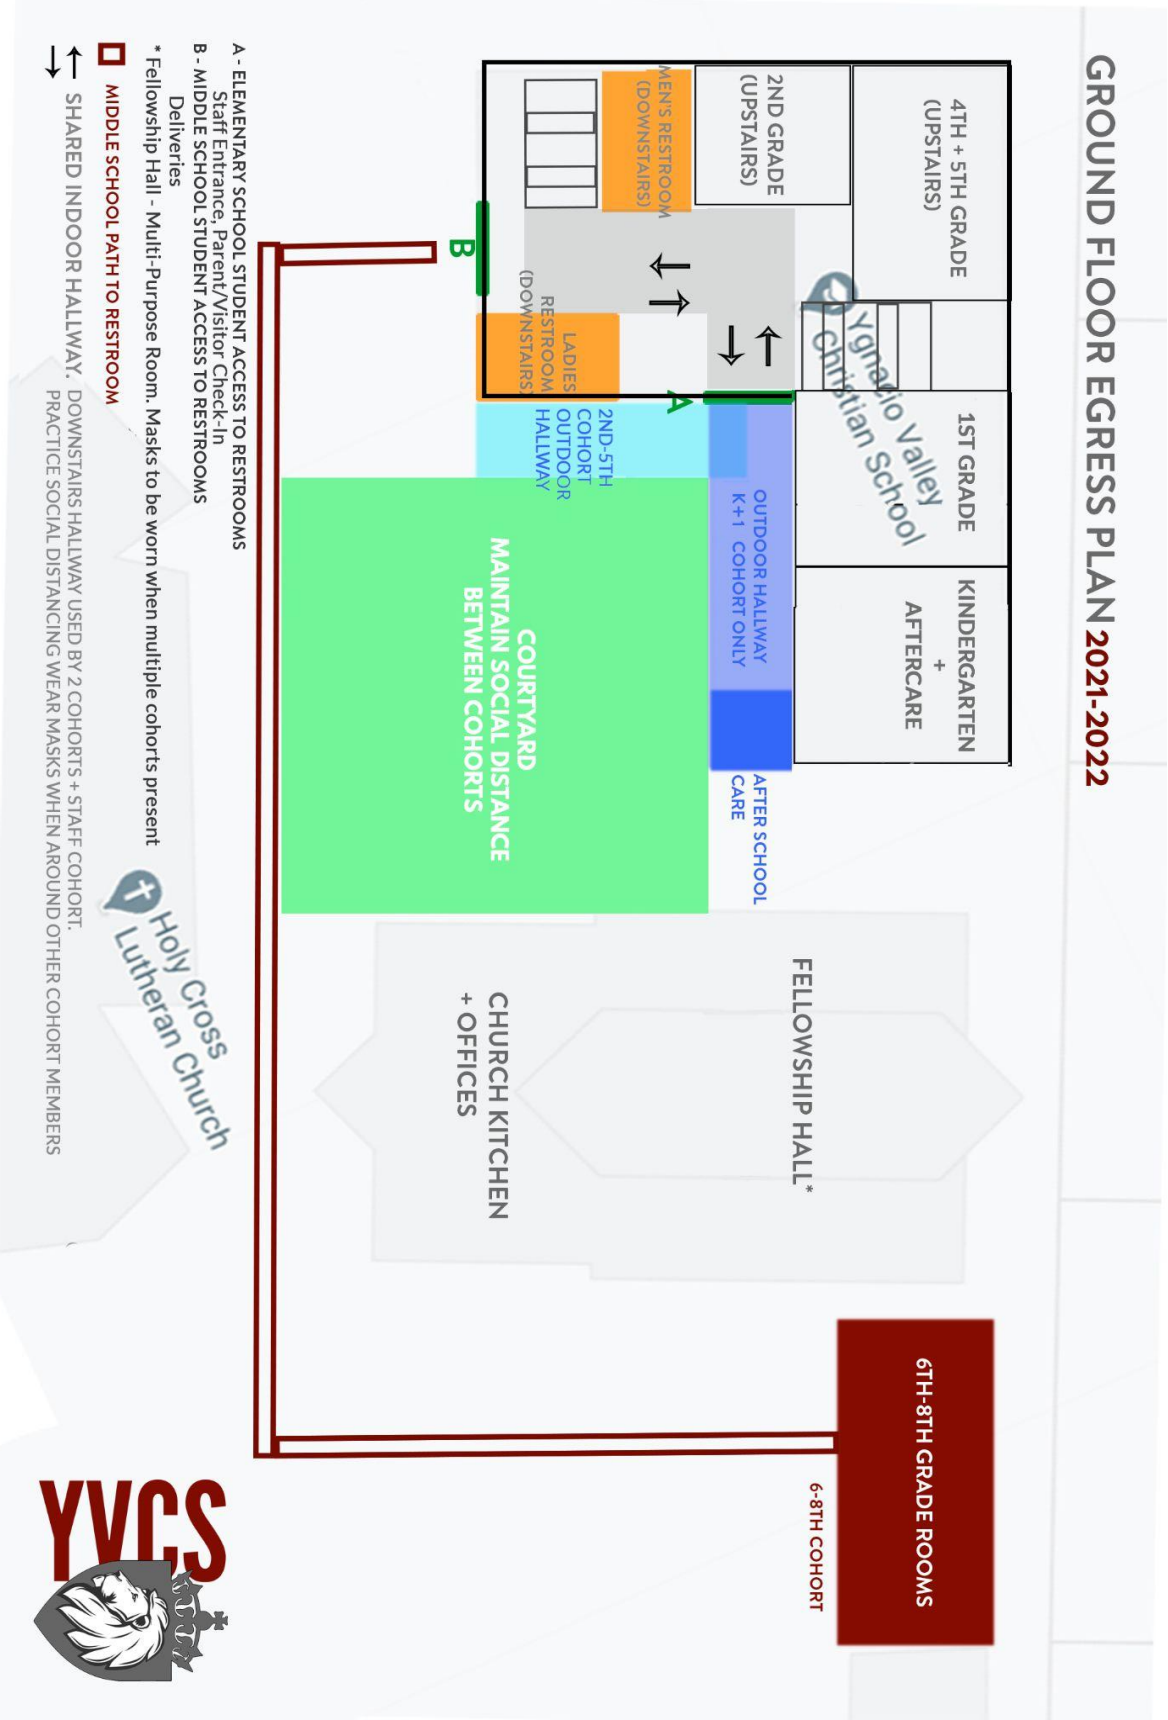 GROUND FLOOR EGRESS PLAN 2021-2022
4TH + 5TH GRADE
(UPSTAIRS)
2ND GRADE
(UPSTAIRS)
MEN'S RESTROOM
(DOWNSTAIRS)
Ygnacio Valley
Christian School
1ST GRADE
KINDERGARTEN
+
AFTERCARE
A
B
LADIES
RESTROOM
(DOWNSTAIRS)
2ND-5TH
COHORT
OUTDOOR
HALLWAY
OUTDOOR HALLWAY
K+1 COHORT ONLY
AFTER SCHOOL
CARE
COURTYARD
MAINTAIN SOCIAL DISTANCE
BETWEEN COHORTS
FELLOWSHIP HALL*
CHURCH KITCHEN
+ OFFICES
6TH-8TH GRADE ROOMS
6-8TH COHORT
A - ELEMENTARY SCHOOL STUDENT ACCESS TO RESTROOMS
Staff Entrance, Parent/Visitor Check-In
B - MIDDLE SCHOOL STUDENT ACCESS TO RESTROOMS
Deliveries
* Fellowship Hall - Multi-Purpose Room. Masks to be worn when multiple cohorts present
MIDDLE SCHOOL PATH TO RESTROOM
SHARED INDOOR HALLWAY. DOWNSTAIRS HALLWAY USED BY 2 COHORTS + STAFF COHORT.
PRACTICE SOCIAL DISTANCING WEAR MASKS WHEN AROUND OTHER COHORT MEMBERS
Holy Cross
Lutheran Church
YVCS